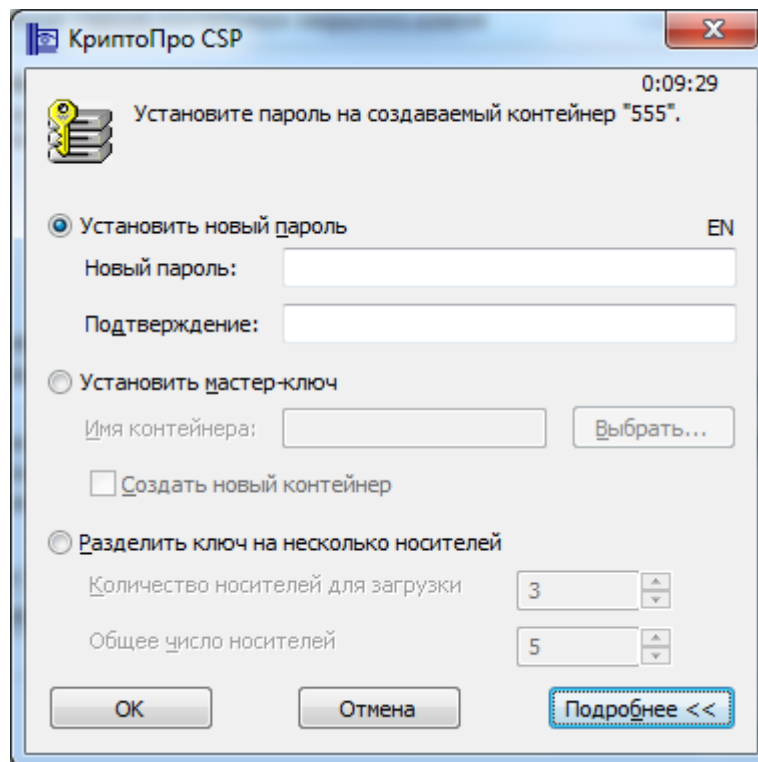 КриптоПро CSP
0:09:29
Установите пароль на создаваемый контейнер "555".
Установить новый пароль EN
Новый пароль:
Подтверждение:
Установить мастер-ключ
Имя контейнера: Выбрать...
Создать новый контейнер
Разделить ключ на несколько носителей
Количество носителей для загрузки 3
Общее число носителей 5
OK Отмена Подробнее <<